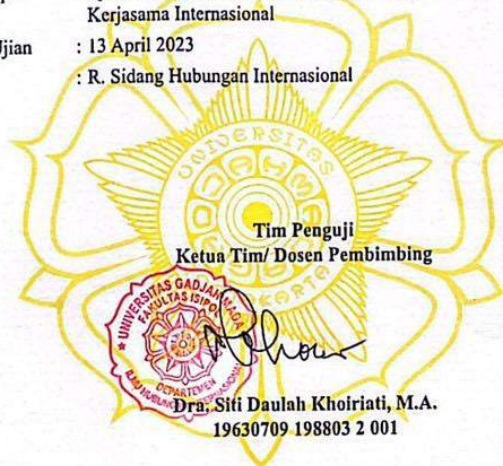 Kerjasama Internasional
Ujian : 13 April 2023
: R. Sidang Hubungan Internasional
UNIVERSITAS
Tim Penguji
Ketua Tim/ Dosen Pembimbing
UNIVERSITAS GADJAH MADA
FAKULTAS ISIPOL
DEPARTEMEN
Dra. Siti Daulah Khoiriati, M.A.
19630709 198803 2 001